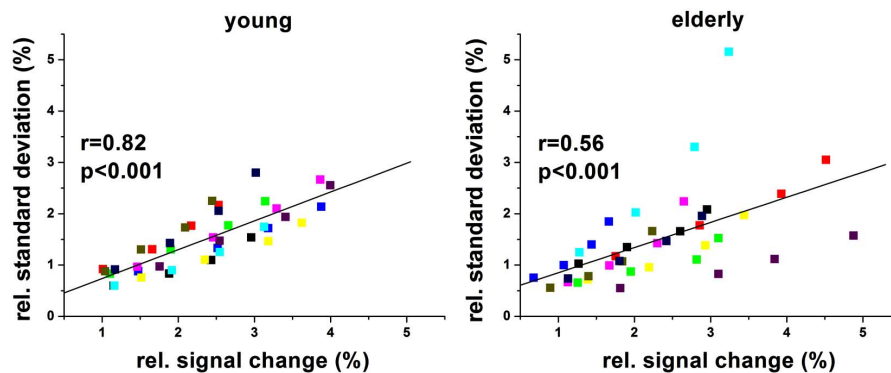 young
rel. standard deviation (%)
5
4
3
2
1
0
r=0.82
p<0.001
1 2 3 4 5
rel. signal change (%)
elderly
rel. standard deviation (%)
5
4
3
2
1
0
r=0.56
p<0.001
1 2 3 4 5
rel. signal change (%)